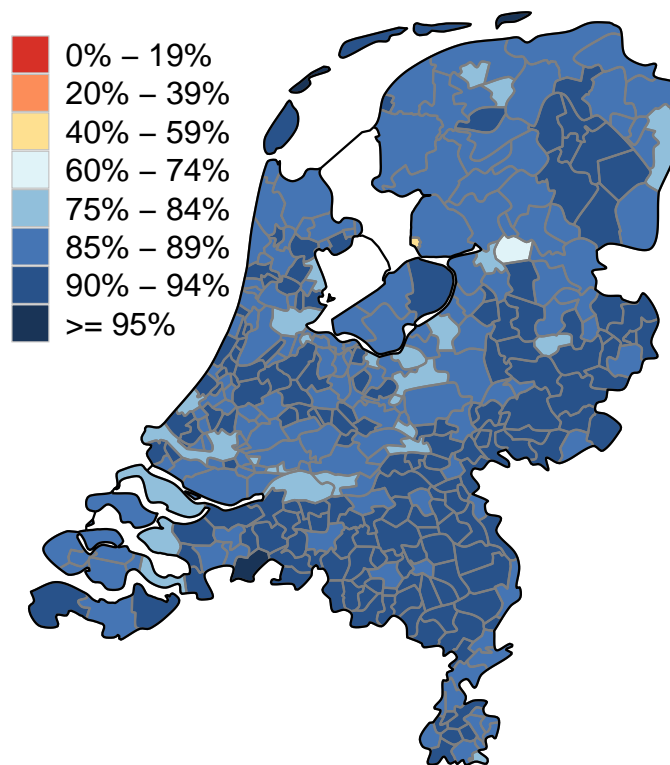 0% – 19%
20% – 39%
40% – 59%
60% – 74%
75% – 84%
85% – 89%
90% – 94%
>= 95%